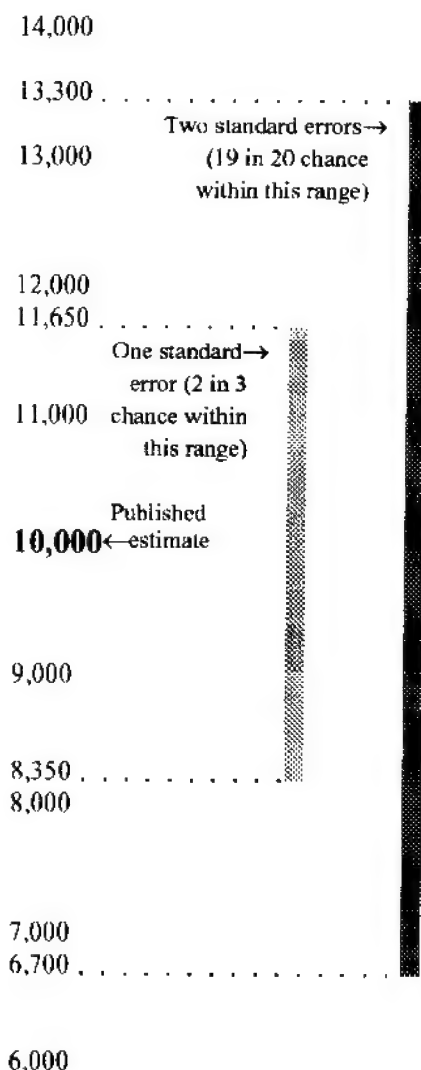 14,000
13,300 . . . . . . . . . . . . . .
Two standard errors→
13,000 (19 in 20 chance
within this range)
12,000
11,650 . . . . . . . . .
One standard→
error (2 in 3
11,000 chance within
this range)
Published
10,000←estimate
9,000
8,350 . . . . . . . . .
8,000
7,000
6,700 . . . . . . . . . . . . . .
6,000